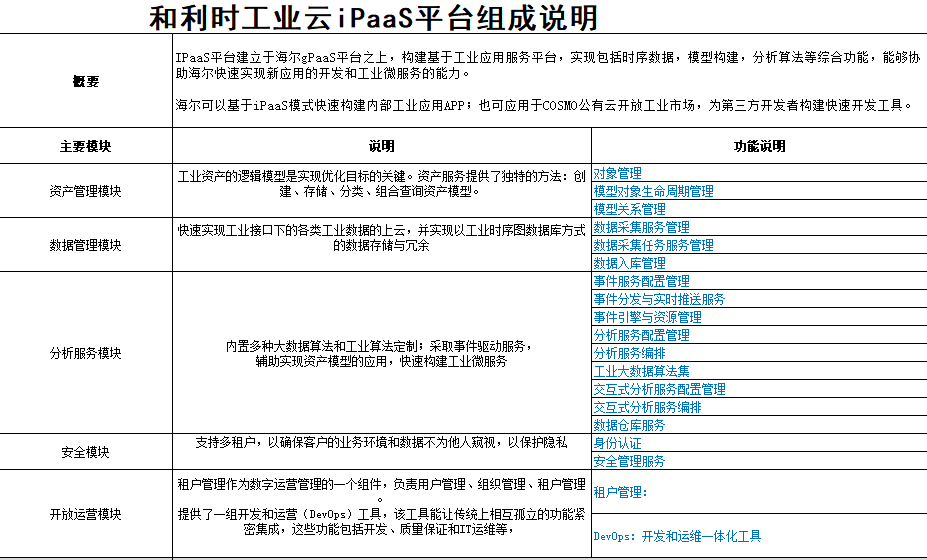 和利时工业云iPaaS平台组成说明
概要
IPaaS平台建立于海尔gPaaS平台之上，构建基于工业应用服务平台，实现包括时序数据，模型构建，分析算法等综合功能，能够协
助海尔快速实现新应用的开发和工业微服务的能力。
海尔可以基于iPaaS模式快速构建内部工业应用APP；也可应用于COSMO公有云开放工业市场，为第三方开发者构建快速开发工具。
主要模块
说明
功能说明
资产管理模块
工业资产的逻辑模型是实现优化目标的关键。资产服务提供了独特的方法：创
建、存储、分类、组合查询资产模型。
对象管理
模型对象生命周期管理
模型关系管理
数据管理模块
快速实现工业接口下的各类工业数据的上云，并实现以工业时序图数据库方式
的数据存储与冗余
数据采集服务管理
数据采集任务服务管理
数据入库管理
分析服务模块
内置多种大数据算法和工业算法定制；采取事件驱动服务，
辅助实现资产模型的应用，快速构建工业微服务
事件服务配置管理
事件分发与实时推送服务
事件引擎与资源管理
分析服务配置管理
分析服务编排
工业大数据算法集
交互式分析服务配置管理
交互式分析服务编排
数据仓库服务
安全模块
支持多租户，以确保客户的业务环境和数据不为他人窥视，以保护隐私
身份认证
安全管理服务
开放运营模块
租户管理作为数字运营管理的一个组件，负责用户管理、组织管理、租户管理
。
提供了一组开发和运营（DevOps）工具，该工具能让传统上相互孤立的功能紧
密集成，这些功能包括开发、质量保证和IT运维等，
租户管理：
DevOps：开发和运维一体化工具